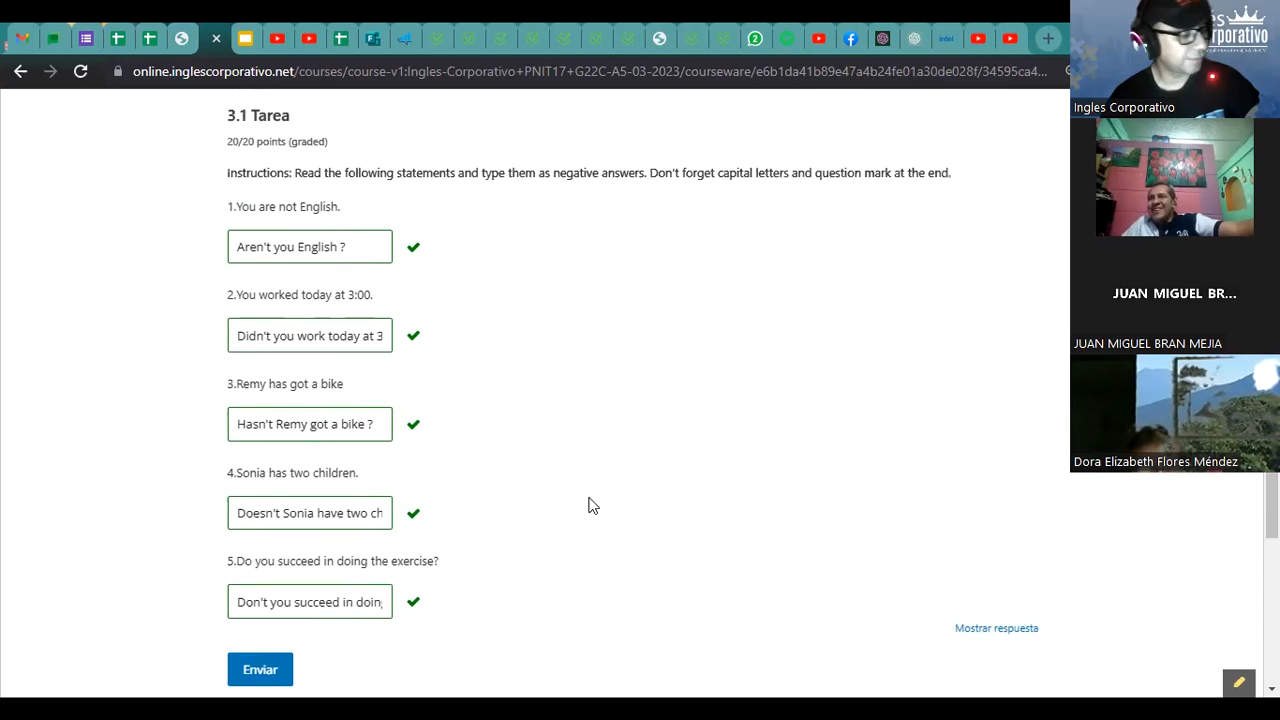 online.inglescorporativo.net/courses/course-v1:Ingles-Corporativo+PNIT17+G22C-A5-03-2023/courseware/e6b1da41b89e47a4b24fe01a30de028f/34595ca4...
3.1 Tarea
20/20 points (graded)
Instructions: Read the following statements and type them as negative answers. Don't forget capital letters and question mark at the end.
1.You are not English.
Aren't you English ?
2.You worked today at 3:00.
Didn't you work today at 3
3.Remy has got a bike
Hasn't Remy got a bike ?
4.Sonia has two children.
Doesn't Sonia have two ch
5.Do you succeed in doing the exercise?
Don't you succeed in doin
Mostrar respuesta
Enviar
Ingles Corporativo
JUAN MIGUEL BR...
JUAN MIGUEL BRAN MEJIA
Dora Elizabeth Flores Méndez